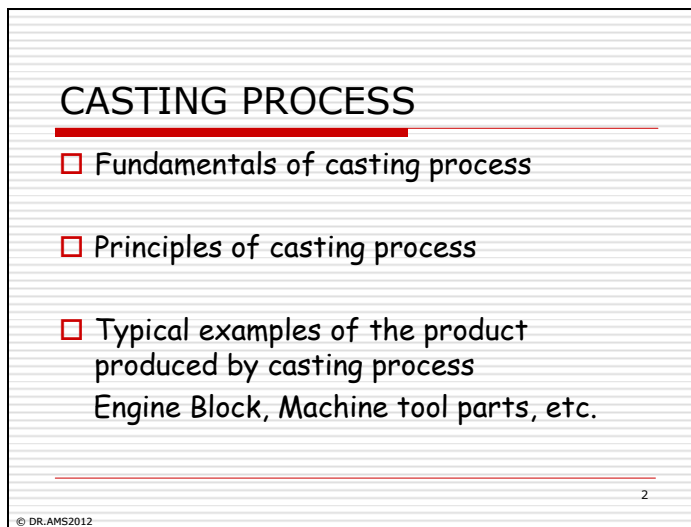 CASTING PROCESS
Fundamentals of casting process
Principles of casting process
Typical examples of the product
produced by casting process
Engine Block, Machine tool parts, etc.
2
© DR.AMS2012